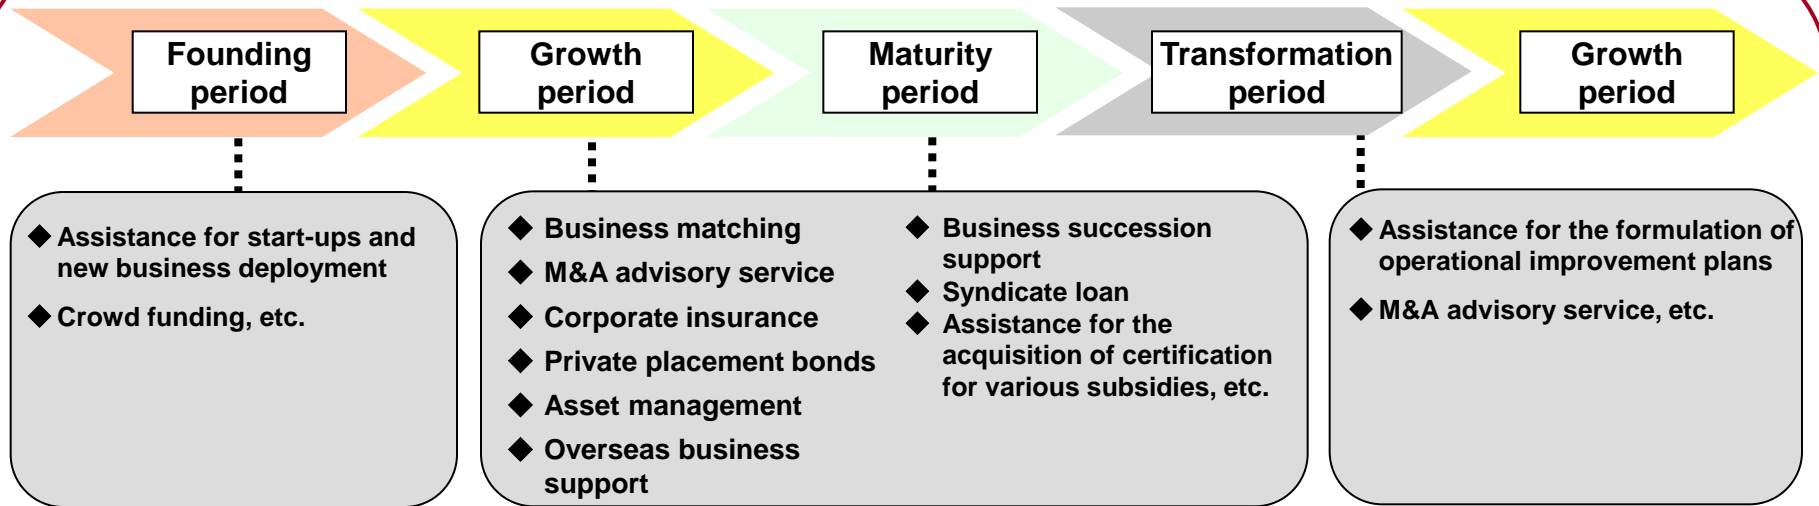 Founding
period
Growth
period
Maturity
period
Transformation
period
Growth
period
◆ Assistance for start-ups and
new business deployment
◆ Crowd funding, etc.
◆ Business matching
◆ M&A advisory service
◆ Corporate insurance
◆ Private placement bonds
◆ Asset management
◆ Overseas business
support
◆ Business succession
support
◆ Syndicate loan
◆ Assistance for the
acquisition of certification
for various subsidies, etc.
◆ Assistance for the formulation of
operational improvement plans
◆ M&A advisory service, etc.